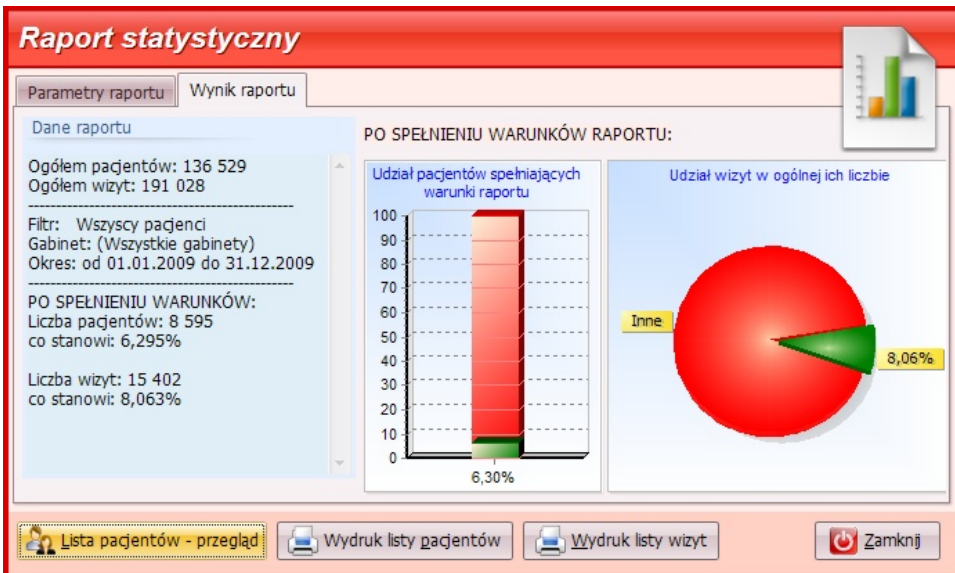 Raport statystyczny
Parametry raportu
Wynik raportu
Dane raportu
Ogółem pacjentów: 136 529
Ogółem wizyt: 191 028
--------------------------------------------------
Filtr: Wszyscy pacjenci
Gabinet: (Wszystkie gabinety)
Okres: od 01.01.2009 do 31.12.2009
--------------------------------------------------
PO SPEŁNIENIU WARUNKÓW:
Liczba pacjentów: 8 595
co stanowi: 6,295%
Liczba wizyt: 15 402
co stanowi: 8,063%
PO SPEŁNIENIU WARUNKÓW RAPORTU:
Udział pacjentów spełniających
warunki raportu
100
90
80
70
60
50
40
30
20
10
0
6,30%
Udział wizyt w ogólnej ich liczbie
Inne
8,06%
Lista pacjentów - przegląd
Wydruk listy pacjentów
Wydruk listy wizyt
Zamknij